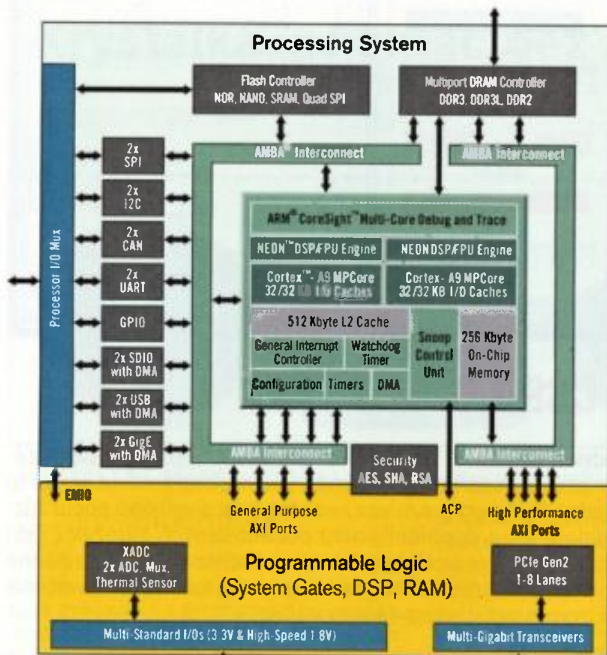 Processing System
Flash Controller
NOR, NAND, SRAM, Quad SPI
Multiport DRAM Controller
DDR3, DDR3L, DDR2
AMBA® Interconnect
AMBA® Interconnect
Processor I/O Mux
2x
SPI
2x
I2C
2x
CAN
2x
UART
GPIO
2x SDIO
with DMA
2x USB
with DMA
2x GigE
with DMA
ARM® CoreSight™ Multi-Core Debug and Trace
NEON™ DSP/FPU Engine
NEON DSP/FPU Engine
Cortex™- A9 MPCore
32/32 KB I/D Caches
Cortex- A9 MPCore
32/32 KB I/D Caches
512 Kbyte L2 Cache
General Interrupt
Controller
Watchdog
Timer
Configuration
Timers
DMA
Snoop
Control
Unit
256 Kbyte
On-Chip
Memory
AMBA Interconnect
AMBA Interconnect
Security
AES, SHA, RSA
EMIO
General Purpose
AXI Ports
ACP
High Performance
AXI Ports
XADC
2x ADC, Mux,
Thermal Sensor
Programmable Logic
(System Gates, DSP, RAM)
PCIe Gen2
1-8 Lanes
Multi-Standard I/Os (3.3V & High-Speed 1.8V)
Multi-Gigabit Transceivers